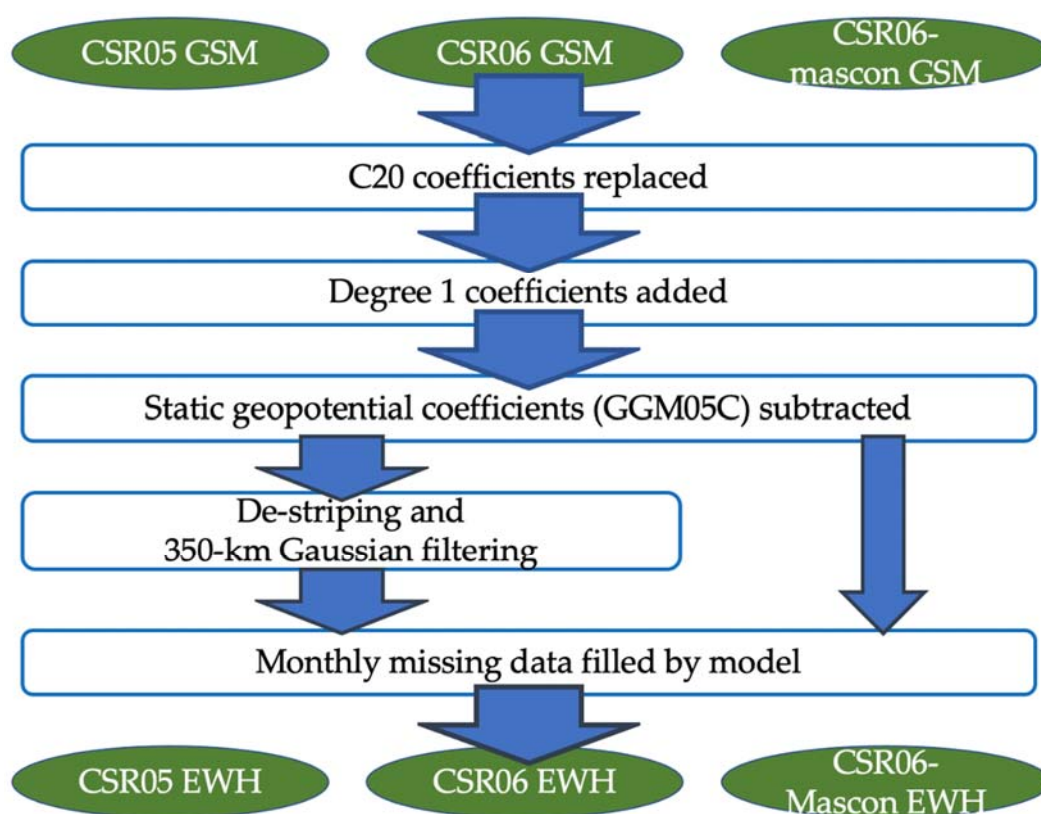 CSR05 GSM
CSR06 GSM
CSR06-
mascon GSM
C20 coefficients replaced
Degree 1 coefficients added
Static geopotential coefficients (GGM05C) subtracted
De-striping and
350-km Gaussian filtering
Monthly missing data filled by model
CSR05 EWH
CSR06 EWH
CSR06-
Mascon EWH